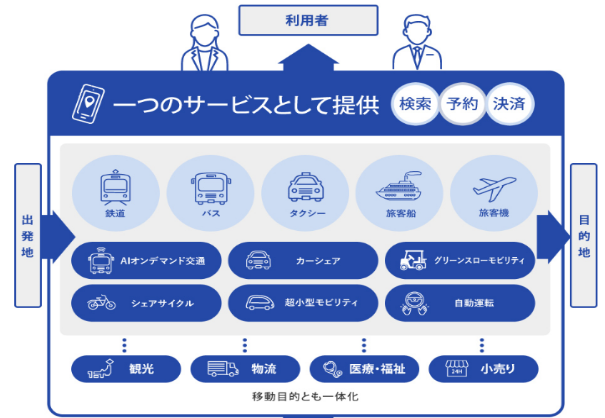 利用者
一つのサービスとして提供 検索 予約 決済
出発地
鉄道 バス タクシー 旅客船 旅客機
目的地
AIオンデマンド交通 カーシェア グリーンスローモビリティ
シェアサイクル 超小型モビリティ 自動運転
観光 物流 医療・福祉 24H 小売り
移動目的とも一体化